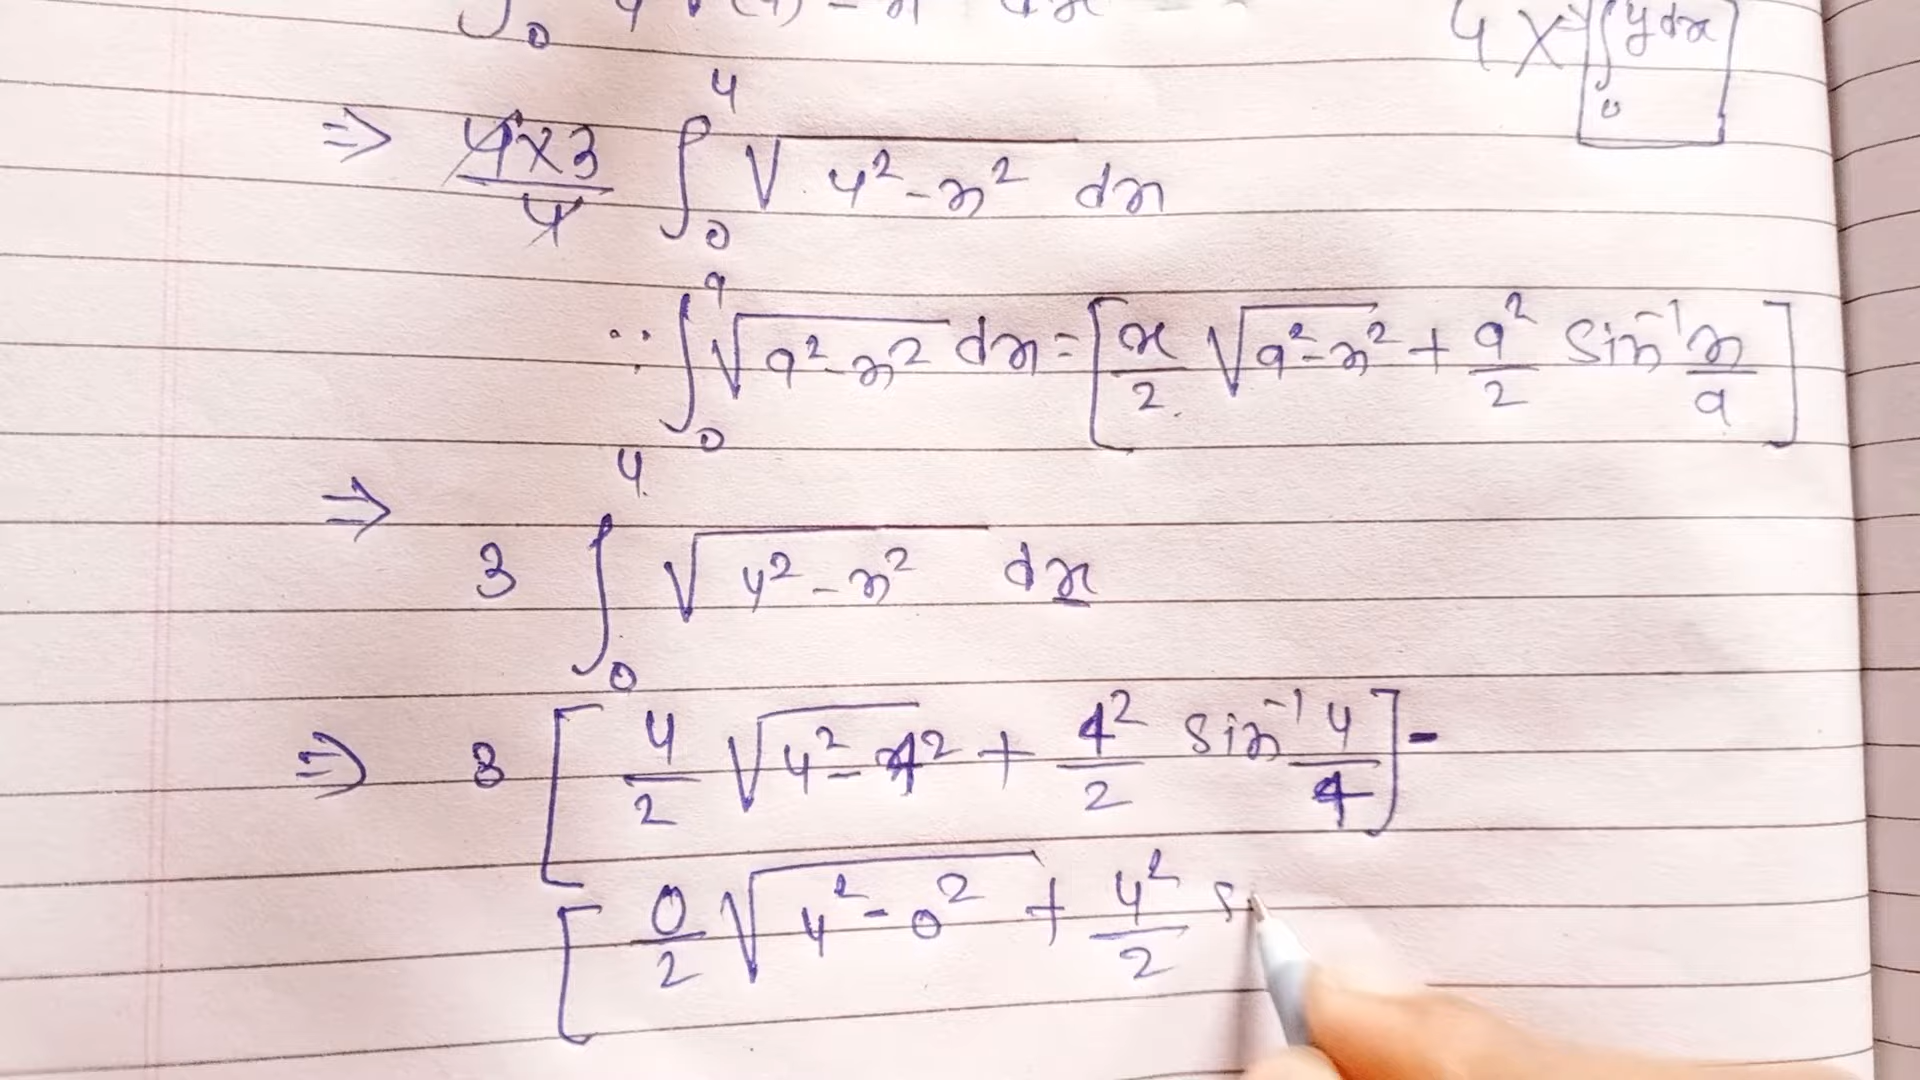 4 × ∫₀ y dx
⇒ 4×3/4 ∫₀⁴ √4²-x² dx
∵ ∫₀ᵃ √a²-x² dx = [x/2 √a²-x² + a²/2 Sin⁻¹ x/a]
⇒
3 ∫₀⁴ √4²-x² dx
⇒ 3 [4/2 √4²-4² + 4²/2 Sin⁻¹ 4/4] -
[0/2 √4²-0² + 4²/2 S